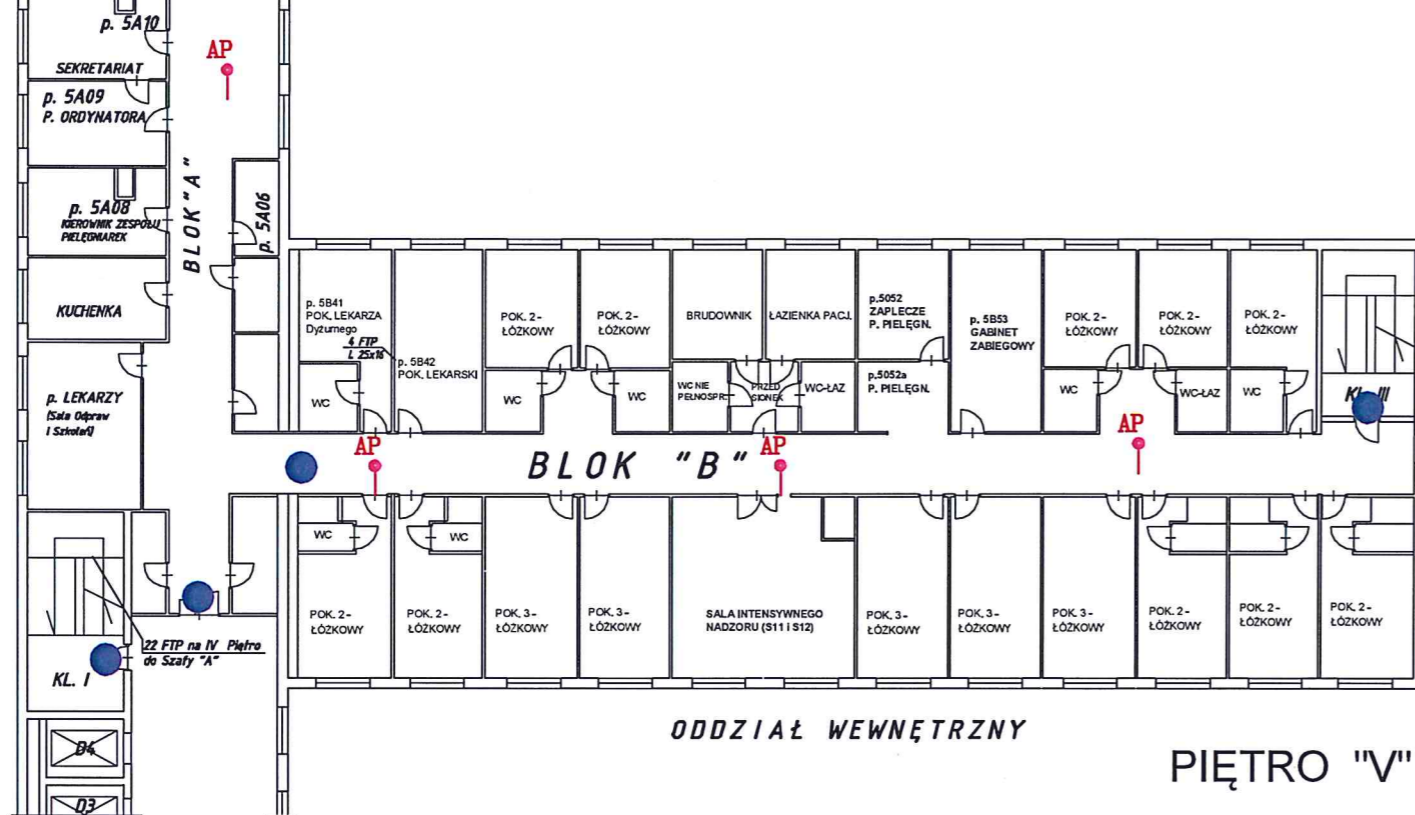 p. 5A10
SEKRETARIAT
AP
p. 5A09
P. ORDYNATORA
BLOK "A"
p. 5A08
KIEROWNIK ZESPOŁU
PIELĘGNIAREK
p. 5A06
KUCHENKA
p. LEKARZY
(Sala Odpraw
i Szkoleń)
p. 5B41
POK. LEKARZA
Dyżurnego
4 FTP
L 25x16
WC
p. 5B42
POK. LEKARSKI
POK. 2-
ŁÓŻKOWY
WC
POK. 2-
ŁÓŻKOWY
WC
BRUDOWNIK
WC NIE
PEŁNOSPR.
PRZED
SIONEK
ŁAZIENKA PACJ.
WC-ŁAZ
p.5052
ZAPLECZE
P. PIELĘGN.
p.5052a
P. PIELĘGN.
p. 5B53
GABINET
ZABIEGOWY
POK. 2-
ŁÓŻKOWY
WC
POK. 2-
ŁÓŻKOWY
WC-ŁAZ
POK. 2-
ŁÓŻKOWY
WC
KL. III
AP
BLOK "B"
AP
AP
WC
POK. 2-
ŁÓŻKOWY
WC
POK. 2-
ŁÓŻKOWY
POK. 3-
ŁÓŻKOWY
POK. 3-
ŁÓŻKOWY
SALA INTENSYWNEGO
NADZORU (S11 i S12)
POK. 3-
ŁÓŻKOWY
POK. 3-
ŁÓŻKOWY
POK. 3-
ŁÓŻKOWY
POK. 2-
ŁÓŻKOWY
POK. 2-
ŁÓŻKOWY
POK. 2-
ŁÓŻKOWY
22 FTP na IV Piętro
do Szafy "A"
KL. I
D4
D3
ODDZIAŁ WEWNĘTRZNY
PIĘTRO "V"